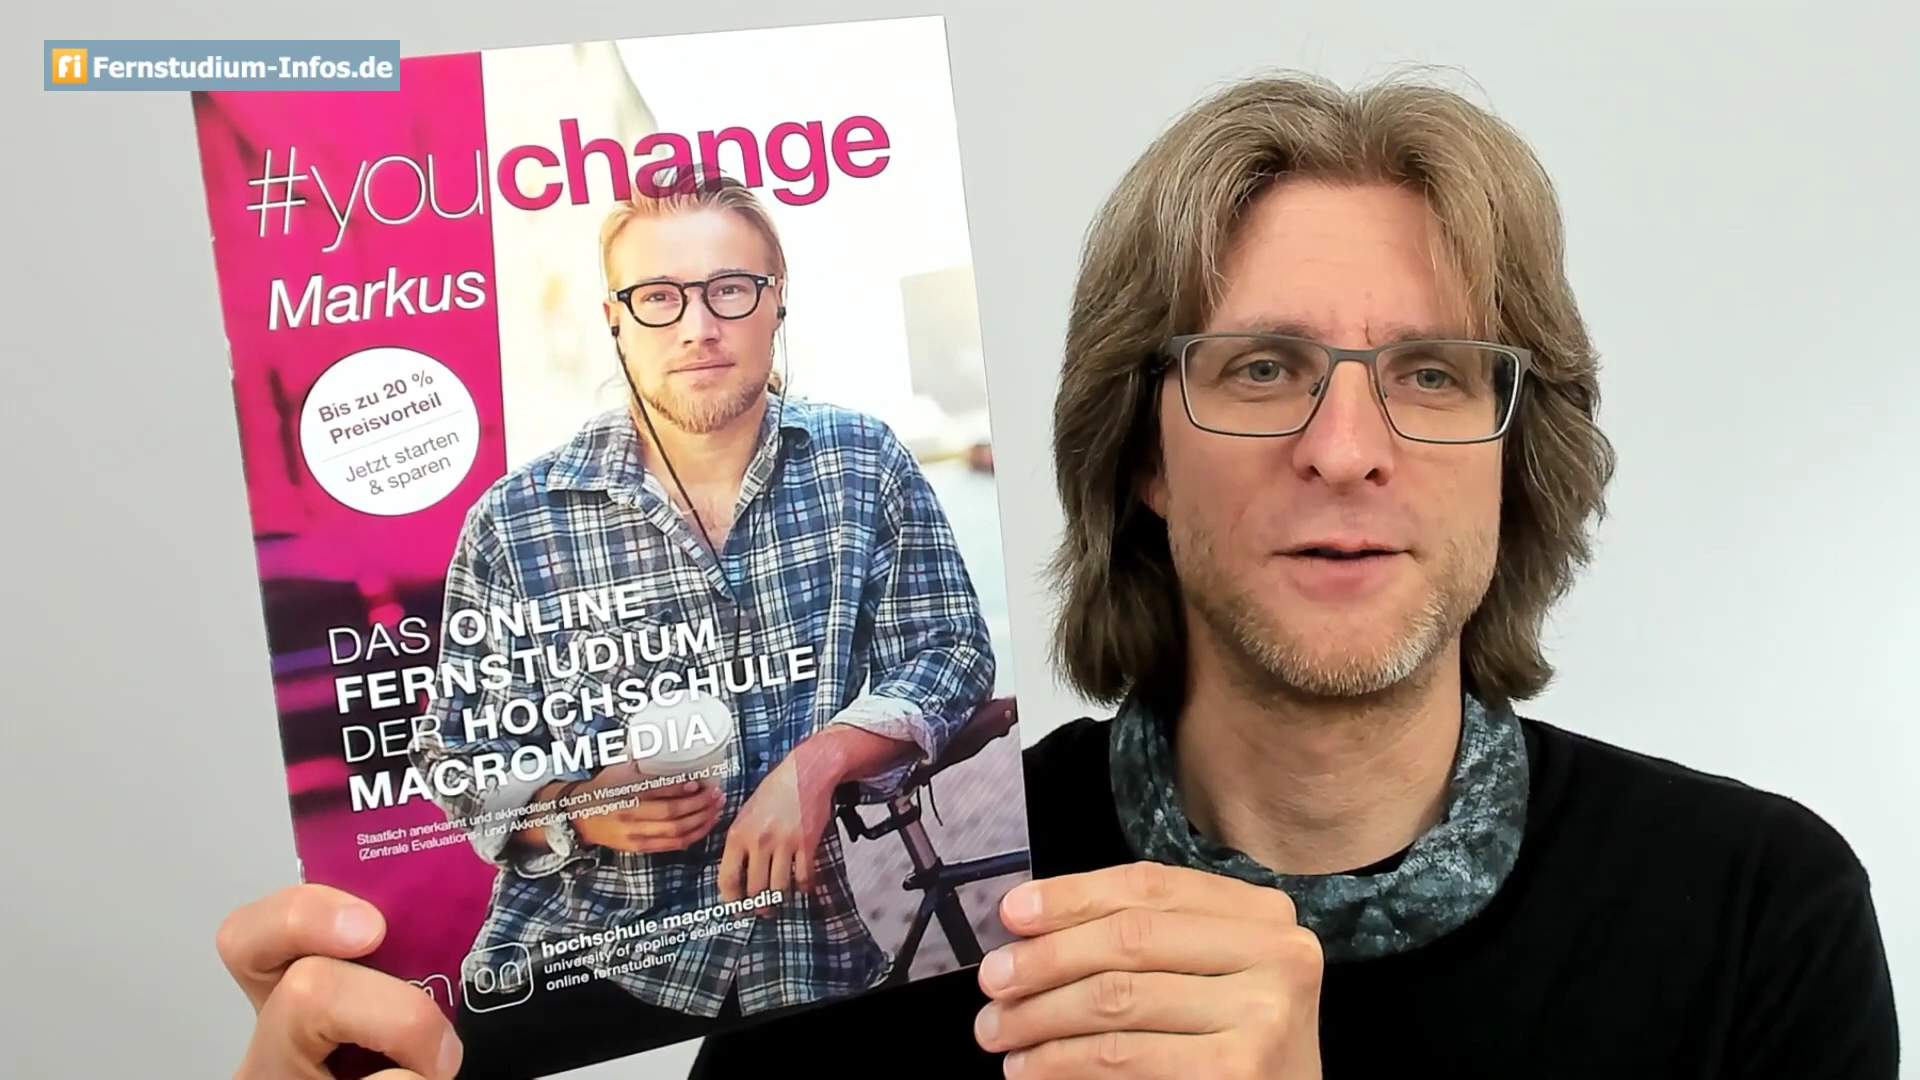 fi Fernstudium-Infos.de
#youchange
Markus
Bis zu 20 %
Preisvorteil
Jetzt starten
& sparen
DAS ONLINE
FERNSTUDIUM
DER HOCHSCHULE
MACROMEDIA
Staatlich anerkannt und akkreditiert durch Wissenschaftsrat und ZEvA
(Zentrale Evaluations- und Akkreditierungsagentur)
m on
hochschule macromedia
university of applied sciences
online fernstudium